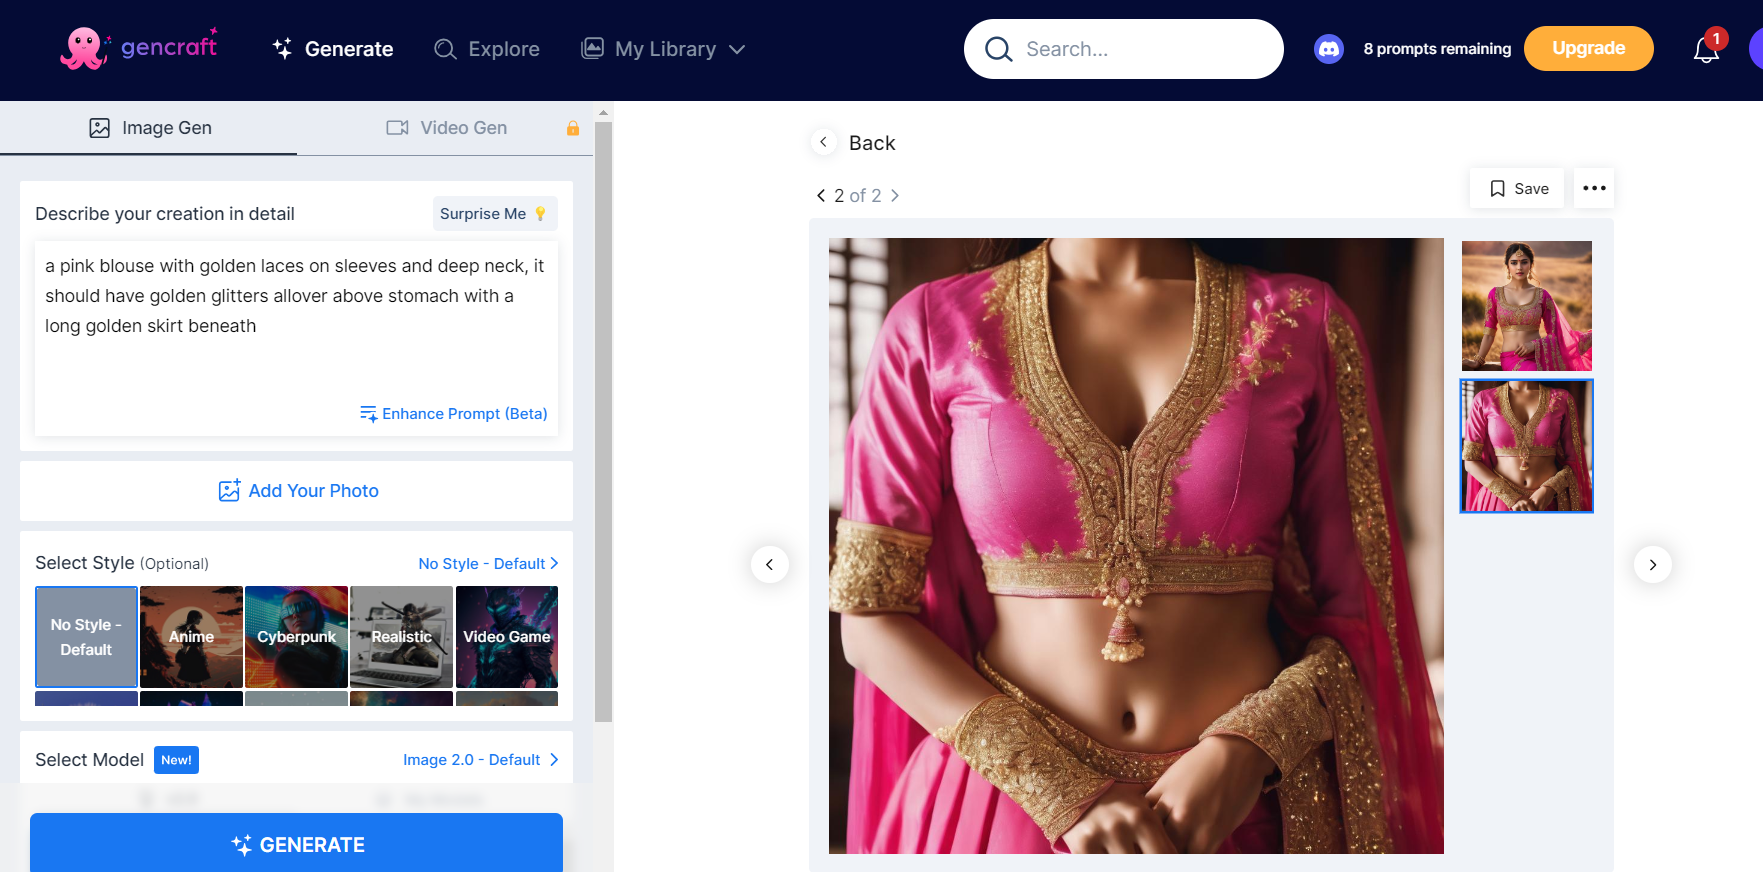 gencraft
Generate
Explore
My Library
Search...
8 prompts remaining
Upgrade
1
Image Gen
Video Gen
Describe your creation in detail
Surprise Me
a pink blouse with golden laces on sleeves and deep neck, it
should have golden glitters allover above stomach with a
long golden skirt beneath
Enhance Prompt (Beta)
Add Your Photo
Select Style (Optional)
No Style - Default
No Style -
Default
Anime
Cyberpunk
Realistic
Video Game
Select Model
New!
Image 2.0 - Default
GENERATE
Back
2 of 2
Save